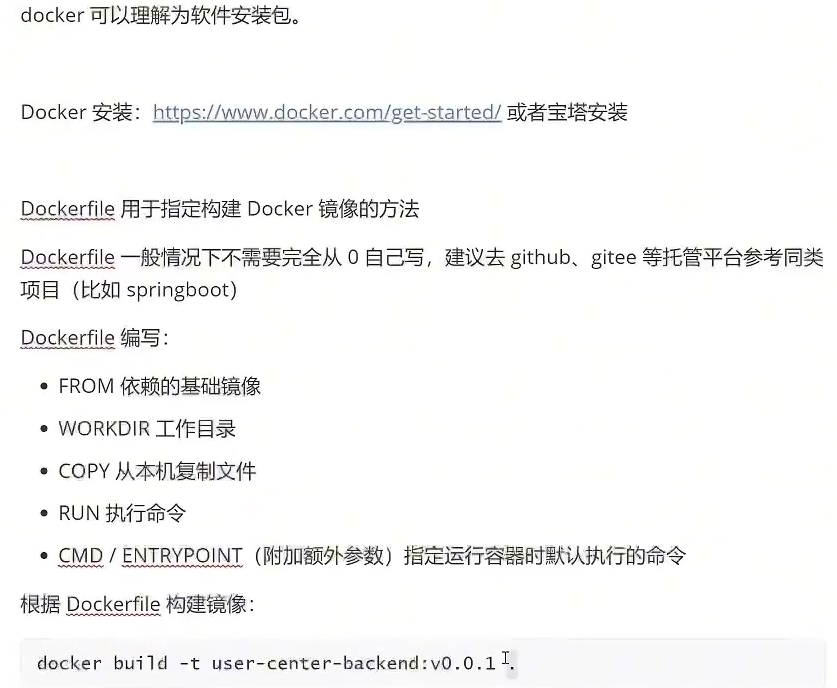 docker 可以理解为软件安装包。
Docker 安装：https://www.docker.com/get-started/ 或者宝塔安装
Dockerfile 用于指定构建 Docker 镜像的方法
Dockerfile 一般情况下不需要完全从 0 自己写，建议去 github、gitee 等托管平台参考同类
项目（比如 springboot）
Dockerfile 编写：
• FROM 依赖的基础镜像
• WORKDIR 工作目录
• COPY 从本机复制文件
• RUN 执行命令
• CMD / ENTRYPOINT（附加额外参数）指定运行容器时默认执行的命令
根据 Dockerfile 构建镜像：
docker build -t user-center-backend:v0.0.1 .